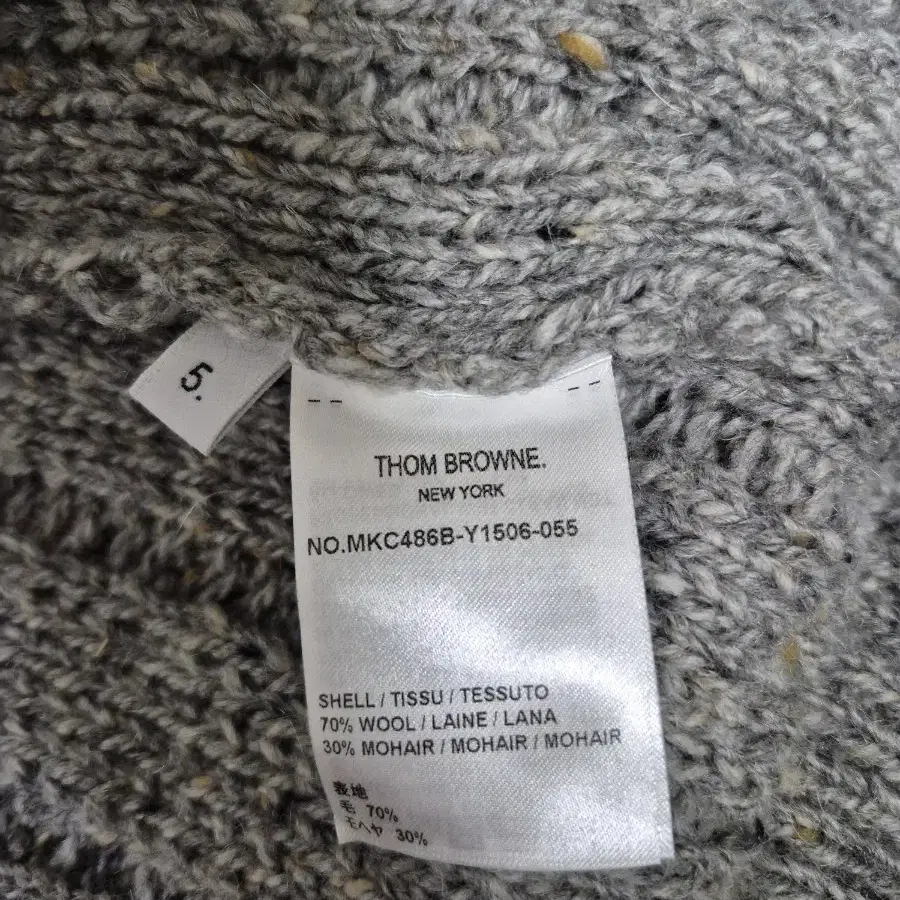 5.
THOM BROWNE.
NEW YORK
NO.MKC486B-Y1506-055
SHELL / TISSU / TESSUTO
70% WOOL / LAINE / LANA
30% MOHAIR / MOHAIR / MOHAIR
表地
毛 70%
モヘヤ 30%